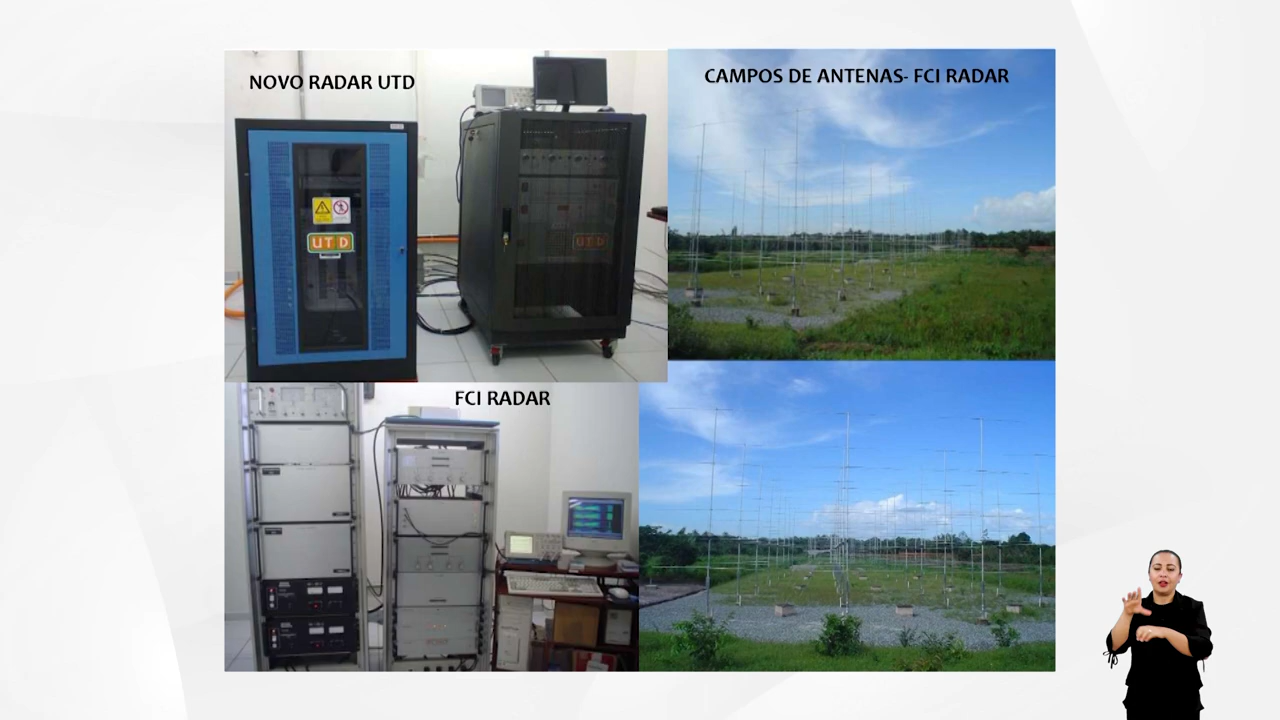 NOVO RADAR UTD
CAMPOS DE ANTENAS- FCI RADAR
UTD
UTD
FCI RADAR